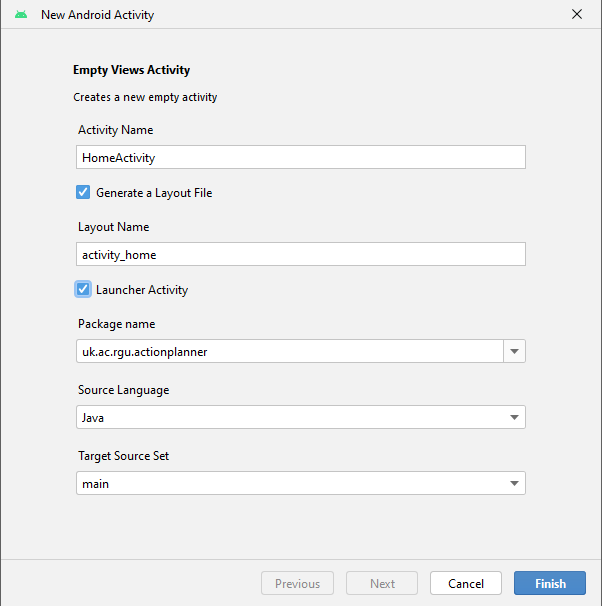 New Android Activity
Empty Views Activity
Creates a new empty activity
Activity Name
HomeActivity
Generate a Layout File
Layout Name
activity_home
Launcher Activity
Package name
uk.ac.rgu.actionplanner
Source Language
Java
Target Source Set
main
Previous Next Cancel Finish